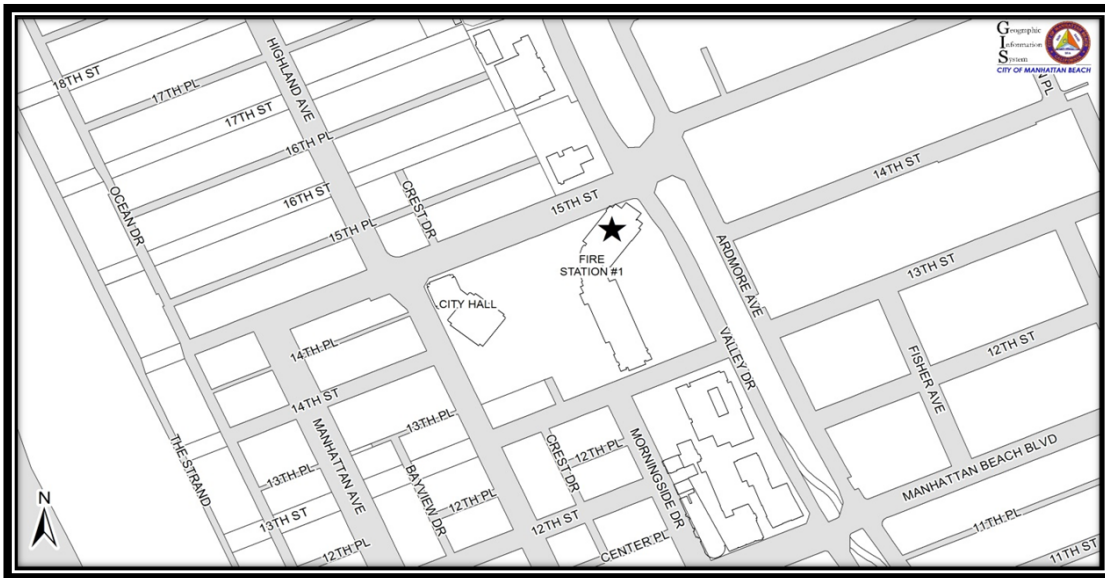 Geographic
Information
System
CITY OF MANHATTAN BEACH
18TH ST
17TH PL
17TH ST
16TH PL
16TH ST
15TH PL
HIGHLAND AVE
OCEAN DR
CREST DR
15TH ST
14TH ST
13TH ST
12TH ST
ARDMORE AVE
VALLEY DR
FISHER AVE
FIRE
STATION #1
CITY HALL
14TH PL
14TH ST
13TH PL
13TH PL
13TH ST
12TH PL
MANHATTAN AVE
BAYVIEW DR
THE STRAND
12TH PL
12TH ST
CREST DR
12TH PL
MORNINGSIDE DR
CENTER PL
MANHATTAN BEACH BLVD
11TH PL
11TH ST
N PL
N